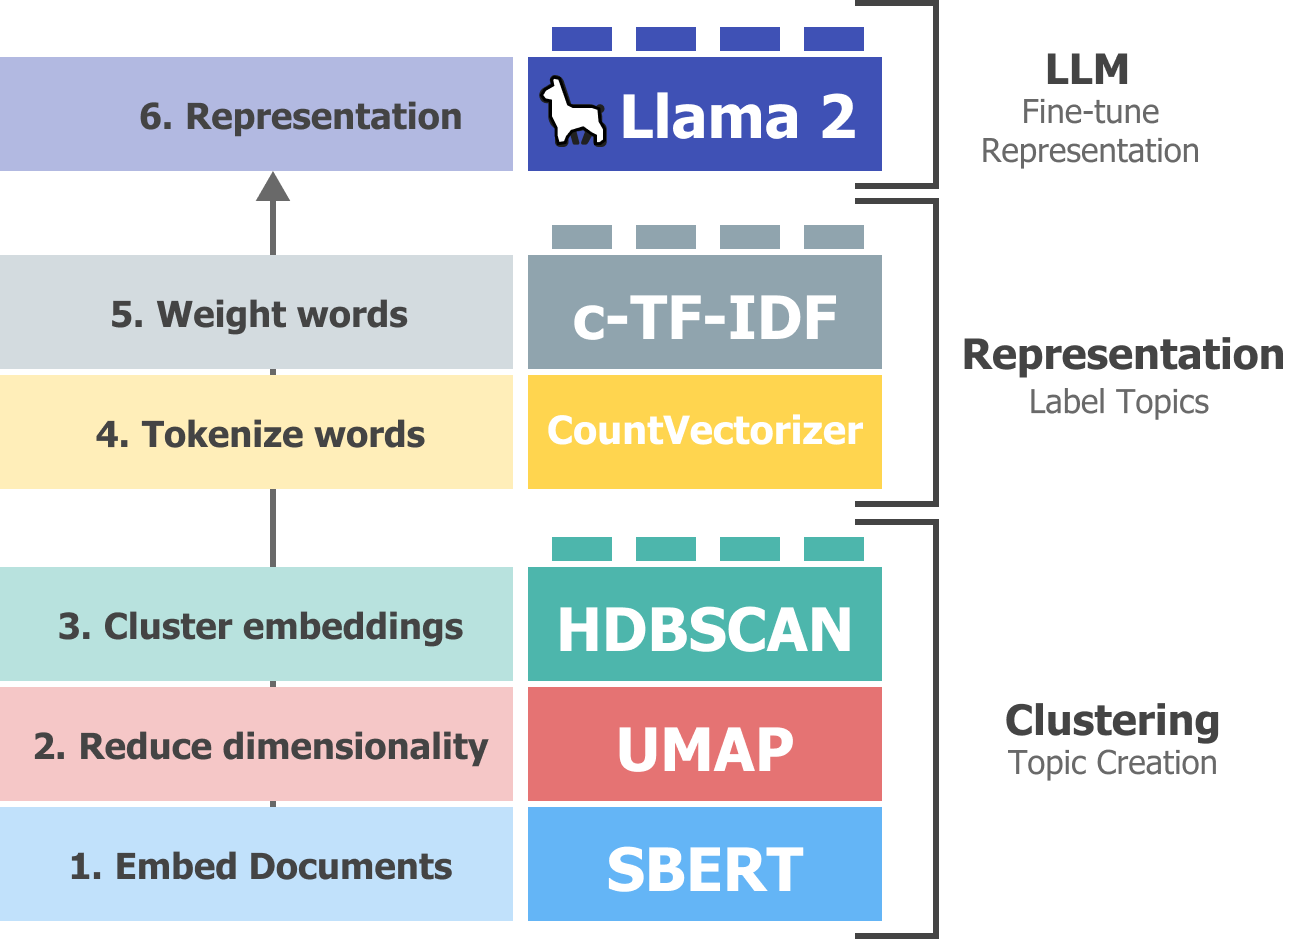 6. Representation
Llama 2
LLM
Fine-tune
Representation
5. Weight words
c-TF-IDF
4. Tokenize words
CountVectorizer
Representation
Label Topics
3. Cluster embeddings
HDBSCAN
2. Reduce dimensionality
UMAP
1. Embed Documents
SBERT
Clustering
Topic Creation